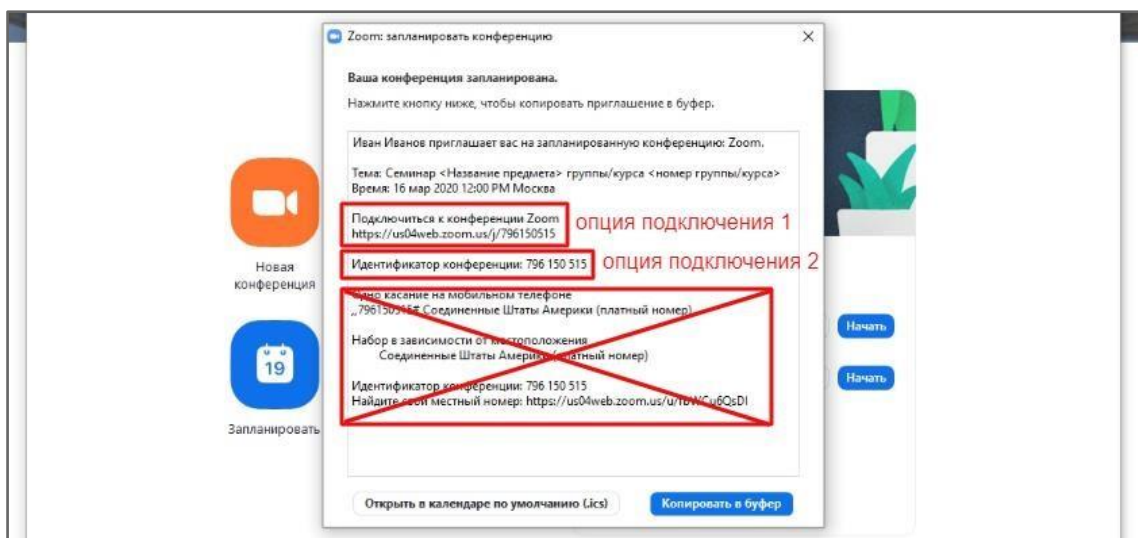 Zoom: запланировать конференцию
Ваша конференция запланирована.
Нажмите кнопку ниже, чтобы копировать приглашение в буфер.
Иван Иванов приглашает вас на запланированную конференцию: Zoom.
Тема: Семинар <Название предмета> группы/курса <номер группы/курса>
Время: 16 мар 2020 12:00 PM Москва
Подключиться к конференции Zoom
https://us04web.zoom.us/j/796150515
опция подключения 1
Идентификатор конференции: 796 150 515
опция подключения 2
Одно касание на мобильном телефоне
,,796150515# Соединенные Штаты Америки (платный номер)
Набор в зависимости от местоположения
Соединенные Штаты Америки (платный номер)
Идентификатор конференции: 796 150 515
Найдите свой местный номер:
Открыть в календаре по умолчанию (.ics)
Копировать в буфер
Новая
конференция
19
Запланировать
Начать
Начать